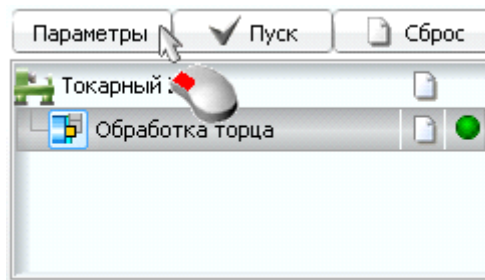 Параметры Пуск Сброс
Токарный
Обработка торца